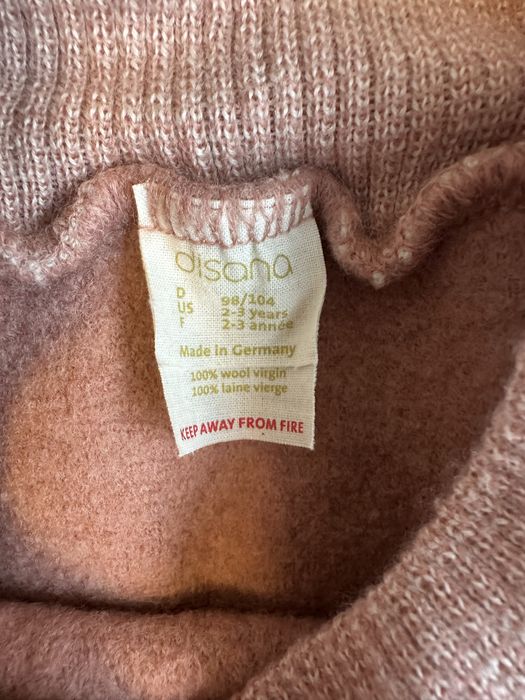 disana
D 98/104
US 2-3 years
F 2-3 année
Made in Germany
100% wool virgin
100% laine vierge
KEEP AWAY FROM FIRE